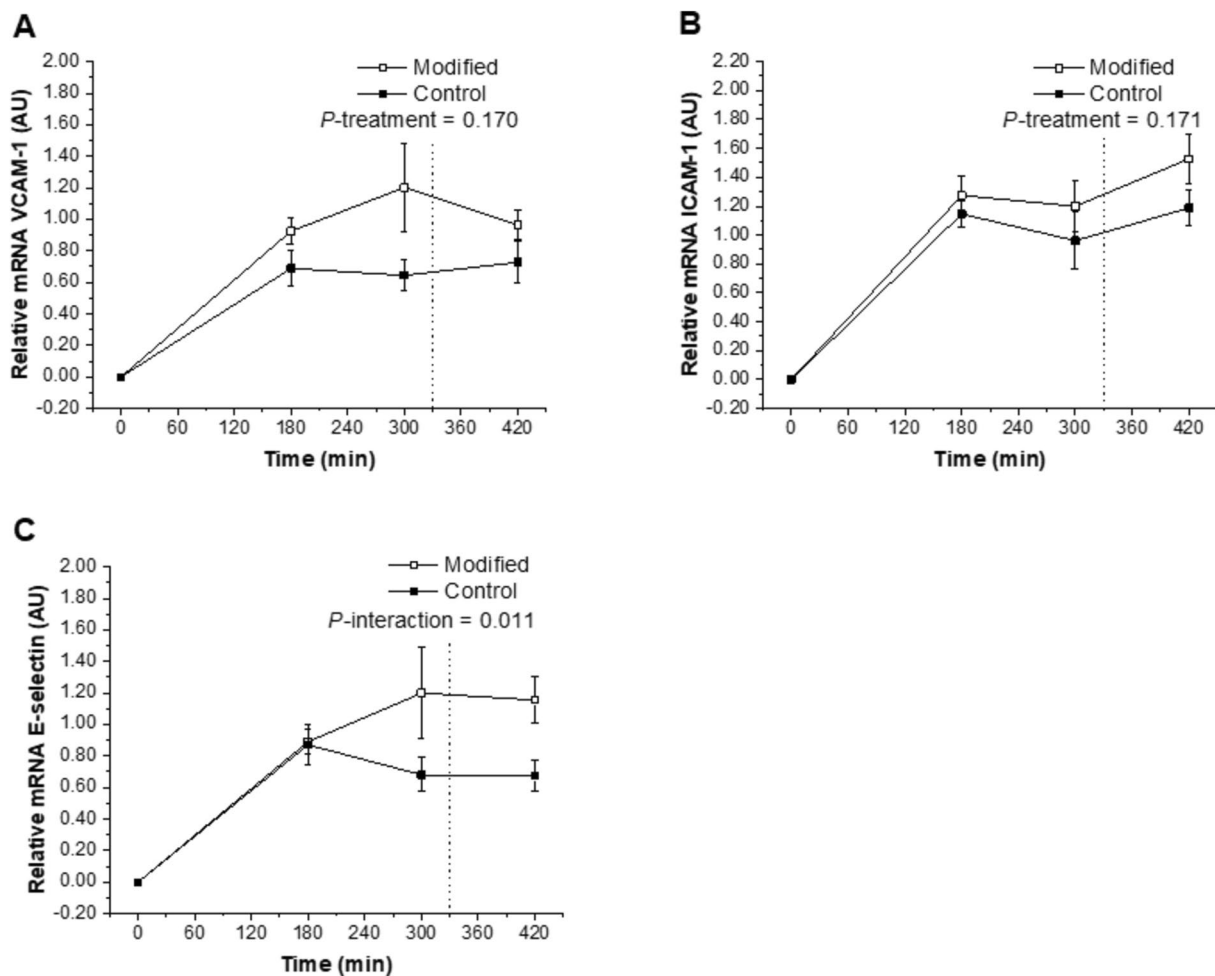 A
Relative mRNA VCAM-1 (AU)
2.00
1.80
1.60
1.40
1.20
1.00
0.80
0.60
0.40
0.20
0.00
-0.20
Modified
Control
P-treatment = 0.170
0 60 120 180 240 300 360 420
Time (min)
B
Relative mRNA ICAM-1 (AU)
2.20
2.00
1.80
1.60
1.40
1.20
1.00
0.80
0.60
0.40
0.20
0.00
-0.20
Modified
Control
P-treatment = 0.171
0 60 120 180 240 300 360 420
Time (min)
C
Relative mRNA E-selectin (AU)
2.00
1.80
1.60
1.40
1.20
1.00
0.80
0.60
0.40
0.20
0.00
-0.20
Modified
Control
P-interaction = 0.011
0 60 120 180 240 300 360 420
Time (min)